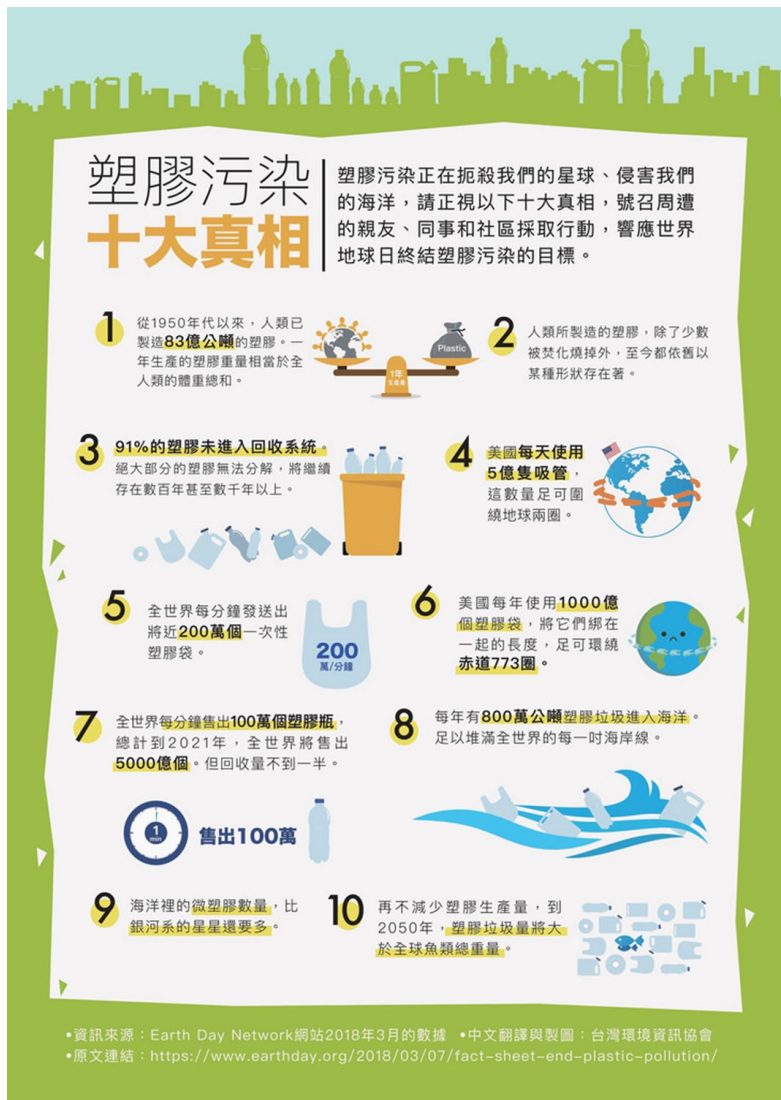 塑膠污染
十大真相
塑膠污染正在扼殺我們的星球、侵害我們
的海洋，請正視以下十大真相，號召周遭
的親友、同事和社區採取行動，響應世界
地球日終結塑膠污染的目標。
1
從1950年代以來，人類已
製造83億公噸的塑膠。一
年生產的塑膠重量相當於全
人類的體重總和。
Plastic
1年
生產量
2
人類所製造的塑膠，除了少數
被焚化燒掉外，至今都依舊以
某種形狀存在著。
3
91%的塑膠未進入回收系統。
絕大部分的塑膠無法分解，將繼續
存在數百年甚至數千年以上。
4
美國每天使用
5億隻吸管，
這數量足可圍
繞地球兩圈。
5
全世界每分鐘發送出
將近200萬個一次性
塑膠袋。
200
萬/分鐘
6
美國每年使用1000億
個塑膠袋，將它們綁在
一起的長度，足可環繞
赤道773圈。
7
全世界每分鐘售出100萬個塑膠瓶，
總計到2021年，全世界將售出
5000億個。但回收量不到一半。
1
min
售出100萬
8
每年有800萬公噸塑膠垃圾進入海洋。
足以堆滿全世界的每一吋海岸線。
9
海洋裡的微塑膠數量，比
銀河系的星星還要多。
10
再不減少塑膠生產量，到
2050年，塑膠垃圾量將大
於全球魚類總重量。
•資訊來源：Earth Day Network網站2018年3月的數據 •中文翻譯與製圖：台灣環境資訊協會
•原文連結：https://www.earthday.org/2018/03/07/fact-sheet-end-plastic-pollution/